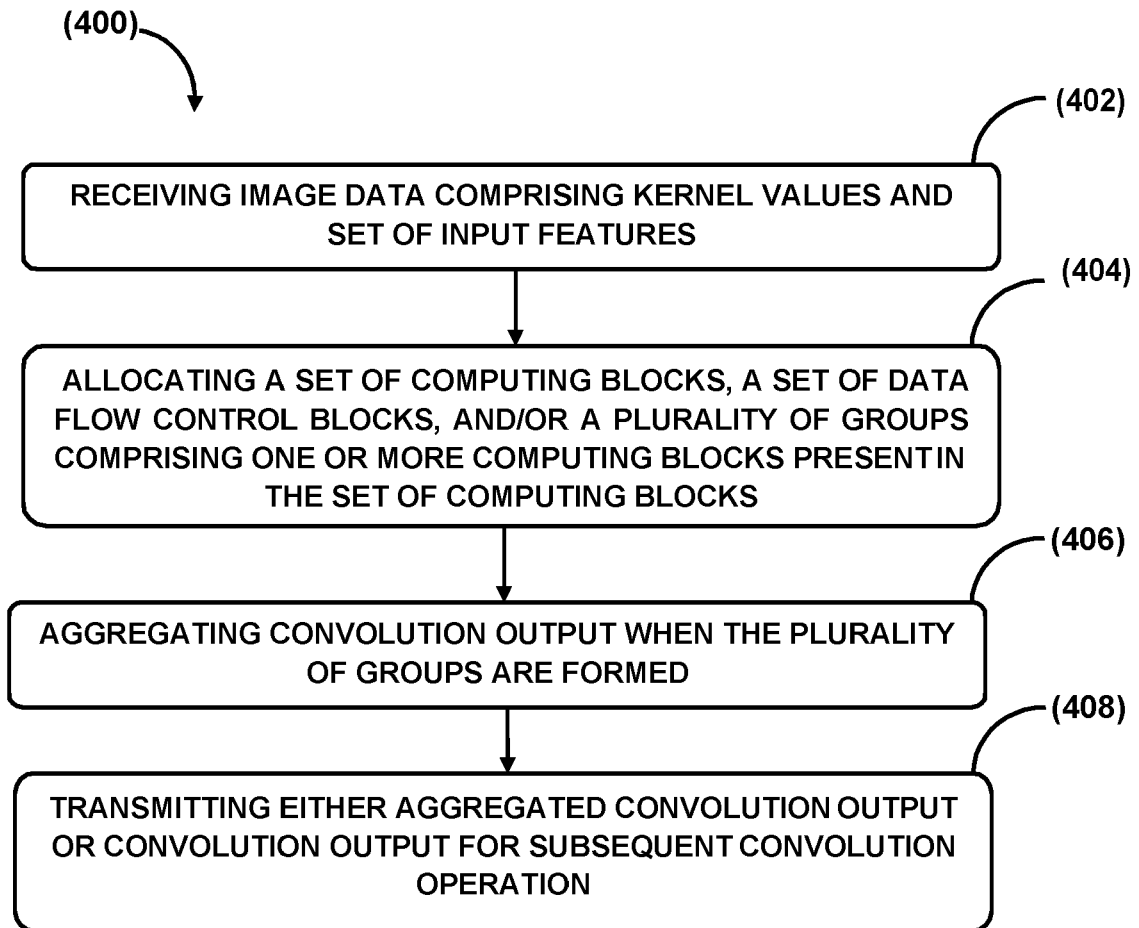 (400)
(402)
RECEIVING IMAGE DATA COMPRISING KERNEL VALUES AND
SET OF INPUT FEATURES
(404)
ALLOCATING A SET OF COMPUTING BLOCKS, A SET OF DATA
FLOW CONTROL BLOCKS, AND/OR A PLURALITY OF GROUPS
COMPRISING ONE OR MORE COMPUTING BLOCKS PRESENT IN
THE SET OF COMPUTING BLOCKS
(406)
AGGREGATING CONVOLUTION OUTPUT WHEN THE PLURALITY
OF GROUPS ARE FORMED
(408)
TRANSMITTING EITHER AGGREGATED CONVOLUTION OUTPUT
OR CONVOLUTION OUTPUT FOR SUBSEQUENT CONVOLUTION
OPERATION